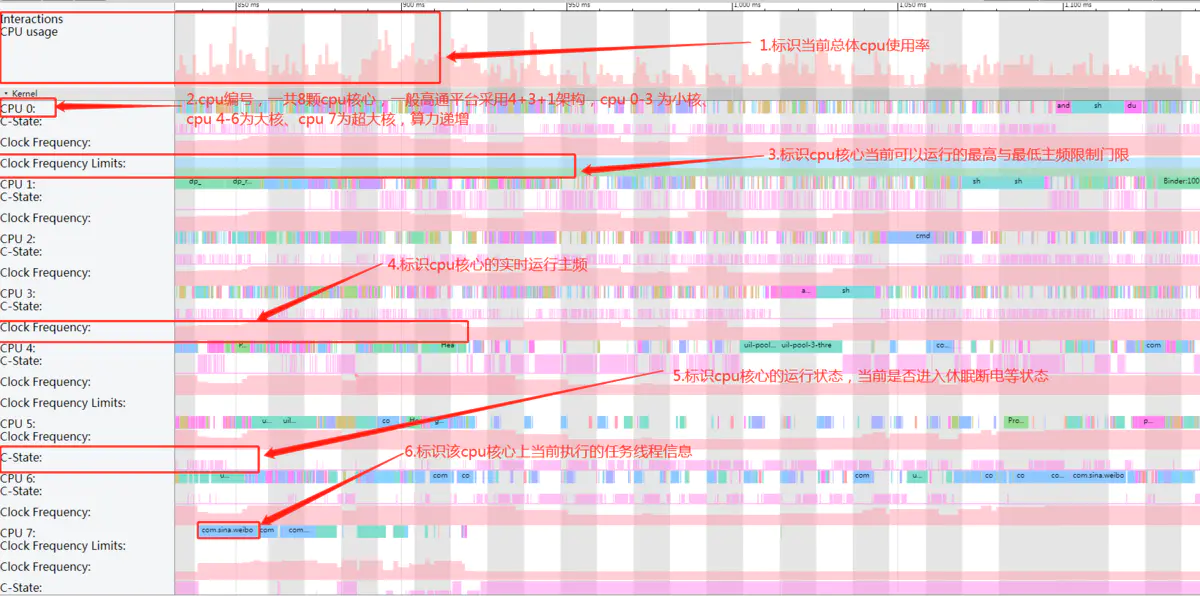 850 ms 900 ms 950 ms 1,000 ms 1,050 ms 1,100 ms
Interactions
CPU usage
1.标识当前总体cpu使用率
Kernel
2.cpu编号，一共8颗cpu核心，一般高通平台采用4+3+1架构，cpu 0-3 为小核、
cpu 4-6为大核、cpu 7为超大核，算力递增
CPU 0:
and sh du
C-State:
Clock Frequency:
3.标识cpu核心当前可以运行的最高与最低主频限制门限
Clock Frequency Limits:
CPU 1:
dp_ dp_r... sh sh Binder:100
C-State:
Clock Frequency:
CPU 2:
cmd
C-State:
4.标识cpu核心的实时运行主频
Clock Frequency:
CPU 3:
a... sh
C-State:
Clock Frequency:
CPU 4:
Hea uil-pool... uil-pool-3-thre co... com
C-State:
5.标识cpu核心的运行状态，当前是否进入休眠断电等状态
Clock Frequency:
Clock Frequency Limits:
CPU 5:
u... uil... co g... Pro... p...
Clock Frequency:
6.标识该cpu核心上当前执行的任务线程信息
C-State:
CPU 6:
u... com co com u... co co co... com.sina.weibo
C-State:
Clock Frequency:
CPU 7:
com.sina.weibo com com...
Clock Frequency Limits:
Clock Frequency:
C-State: